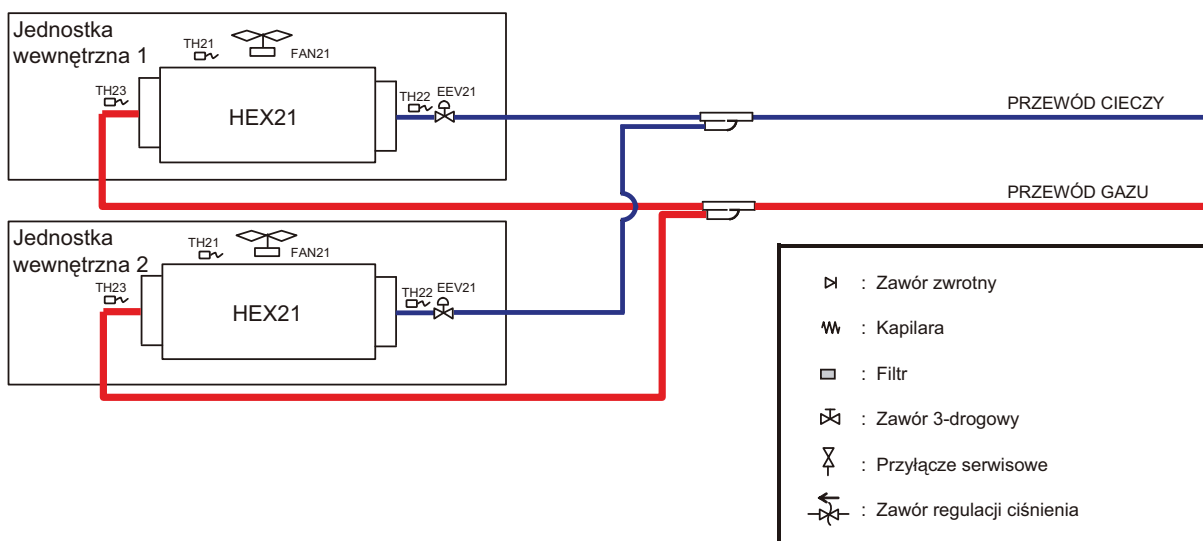 Jednostka
wewnętrzna 1
TH21
FAN21
TH23
HEX21
TH22
EEV21
PRZEWÓD CIECZY
PRZEWÓD GAZU
Jednostka
wewnętrzna 2
TH21
FAN21
TH23
HEX21
TH22
EEV21
: Zawór zwrotny
: Kapilara
: Filtr
: Zawór 3-drogowy
: Przyłącze serwisowe
: Zawór regulacji ciśnienia